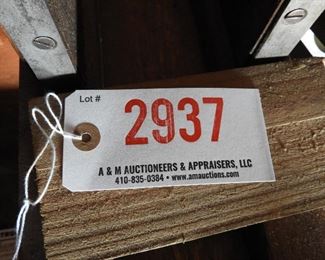 Lot #
2937
A & M AUCTIONEERS & APPRAISERS, LLC
410-835-0384 • www.amauctions.com